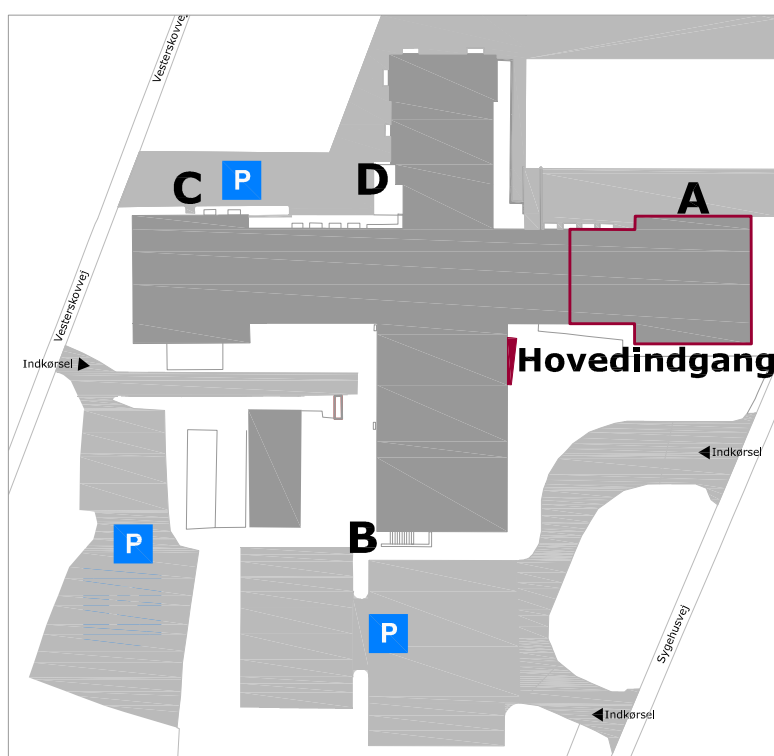 Vesterskovvej
C
P
D
A
Vesterskovvej
Indkørsel
Hovedindgang
Indkørsel
P
B
P
Sygehusvej
Indkørsel